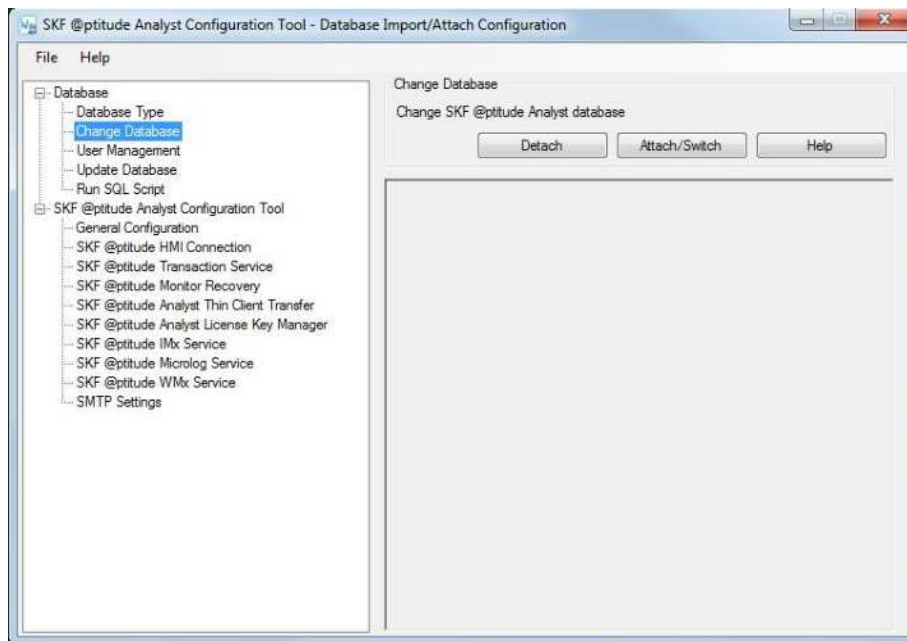 SKF @ptitude Analyst Configuration Tool - Database Import/Attach Configuration
File Help
Database
Database Type
Change Database
User Management
Update Database
Run SQL Script
SKF @ptitude Analyst Configuration Tool
General Configuration
SKF @ptitude HMI Connection
SKF @ptitude Transaction Service
SKF @ptitude Monitor Recovery
SKF @ptitude Analyst Thin Client Transfer
SKF @ptitude Analyst License Key Manager
SKF @ptitude IMx Service
SKF @ptitude Microlog Service
SKF @ptitude WMx Service
SMTP Settings
Change Database
Change SKF @ptitude Analyst database
Detach Attach/Switch Help